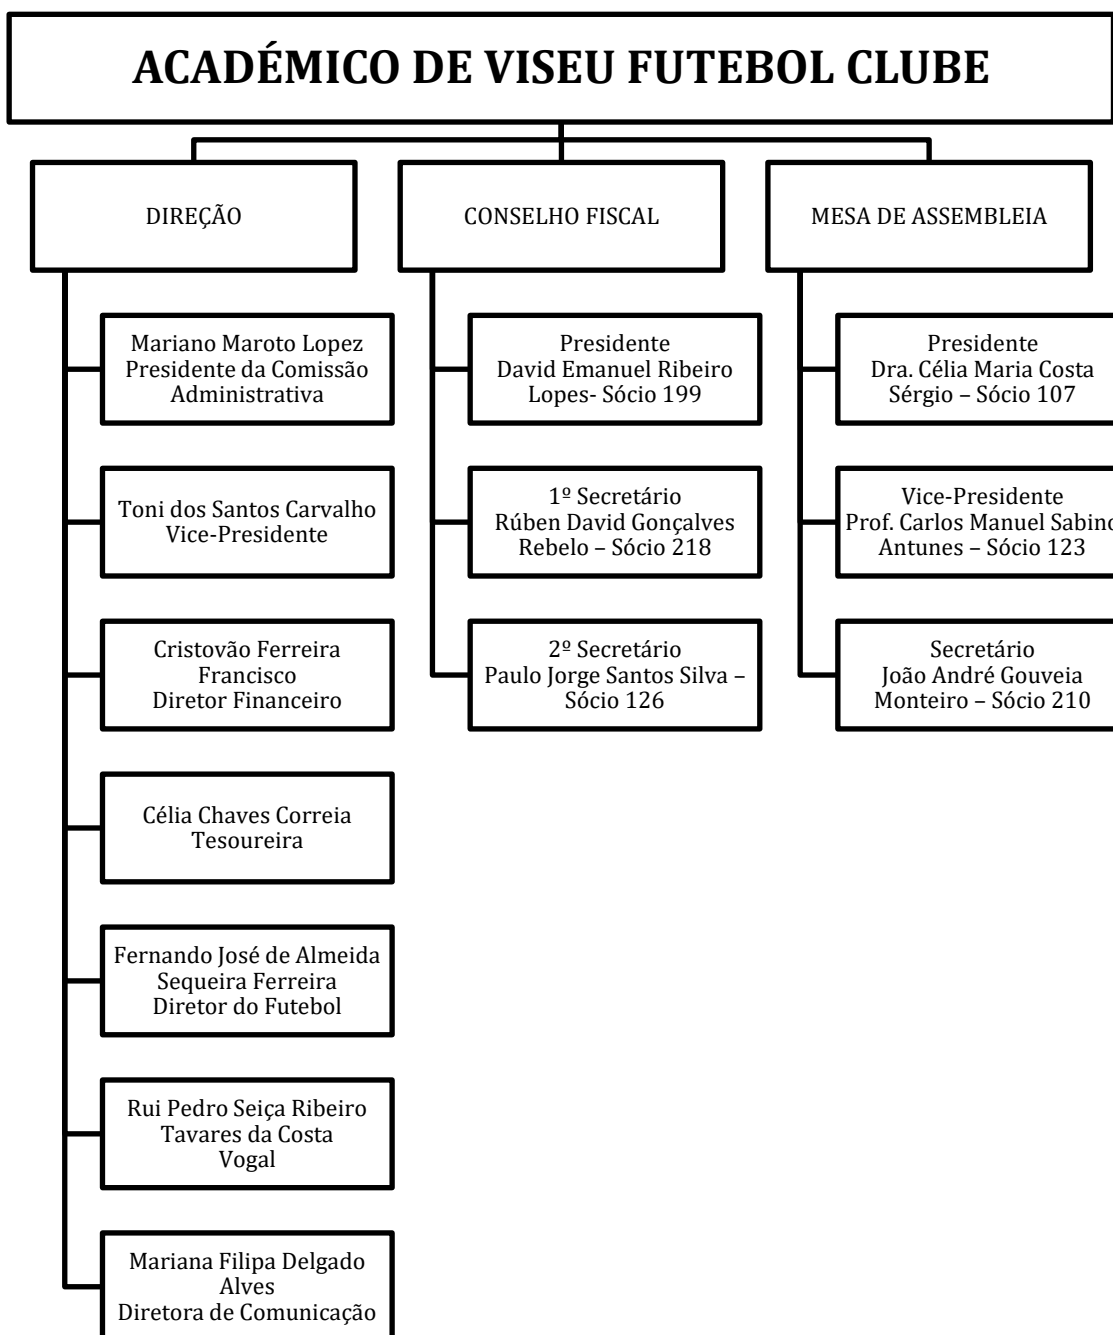 ACADÉMICO DE VISEU FUTEBOL CLUBE
DIREÇÃO
Mariano Maroto Lopez
Presidente da Comissão
Administrativa
Toni dos Santos Carvalho
Vice-Presidente
Cristovão Ferreira
Francisco
Diretor Financeiro
Célia Chaves Correia
Tesoureira
Fernando José de Almeida
Sequeira Ferreira
Diretor do Futebol
Rui Pedro Seiça Ribeiro
Tavares da Costa
Vogal
Mariana Filipa Delgado
Alves
Diretora de Comunicação
CONSELHO FISCAL
Presidente
David Emanuel Ribeiro
Lopes- Sócio 199
1º Secretário
Rúben David Gonçalves
Rebelo – Sócio 218
2º Secretário
Paulo Jorge Santos Silva –
Sócio 126
MESA DE ASSEMBLEIA
Presidente
Dra. Célia Maria Costa
Sérgio – Sócio 107
Vice-Presidente
Prof. Carlos Manuel Sabino
Antunes – Sócio 123
Secretário
João André Gouveia
Monteiro – Sócio 210